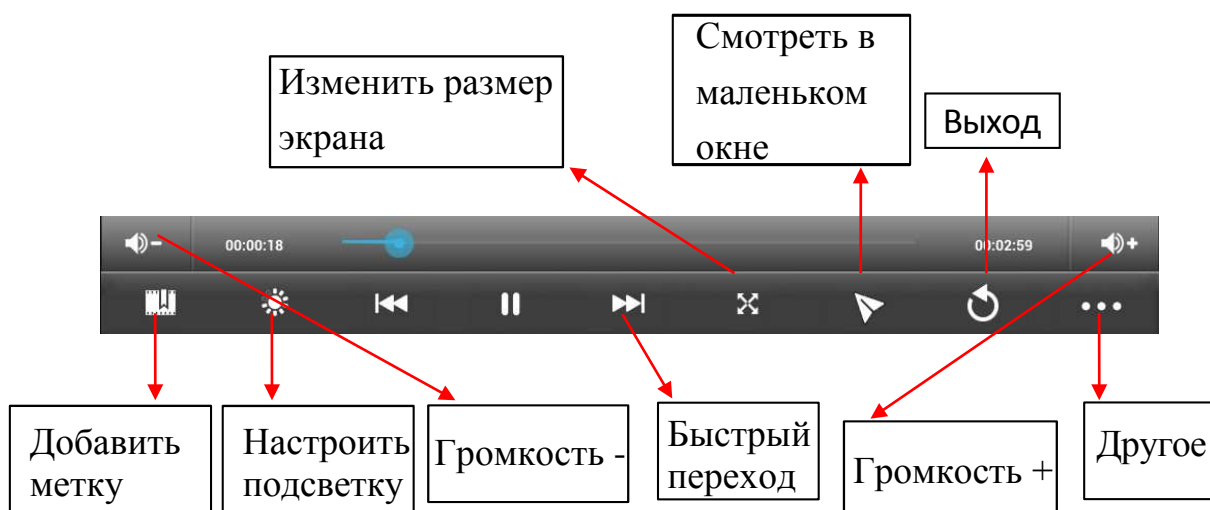 Смотреть в
маленьком
окне
Изменить размер
экрана
Выход
00:00:18
00:02:59
Добавить
метку
Настроить
подсветку
Громкость -
Быстрый
переход
Громкость +
Другое